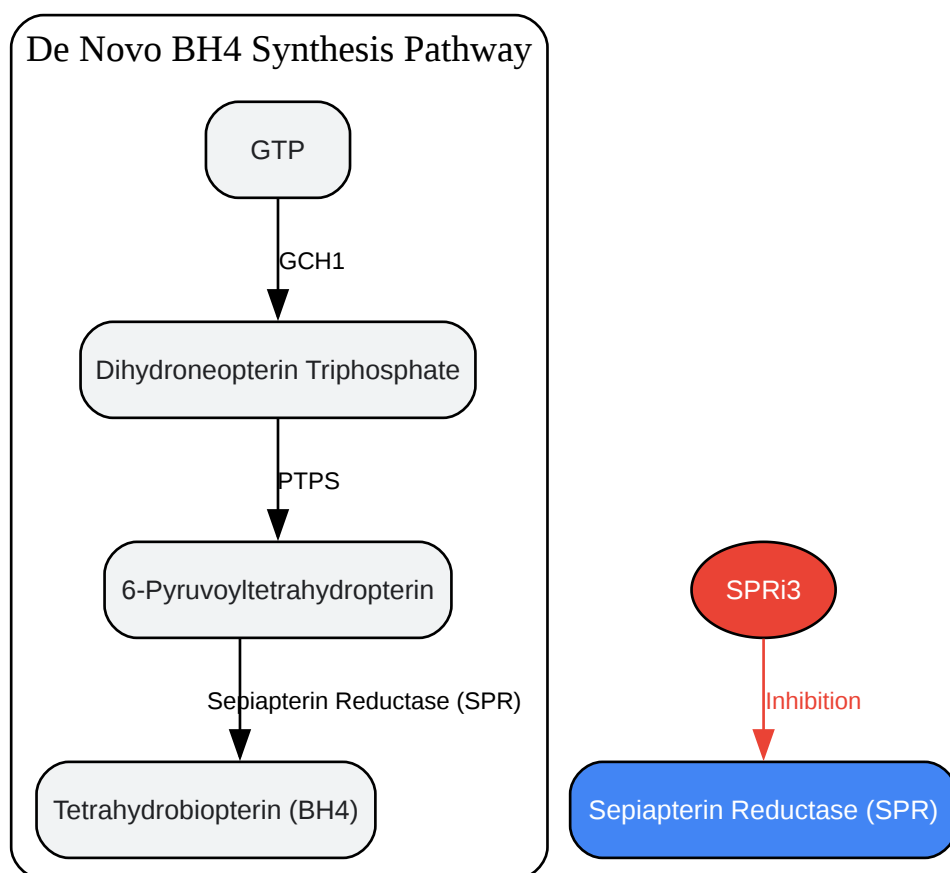 De Novo BH4 Synthesis Pathway
GTP
GCH1
Dihydroneopterin Triphosphate
PTPS
6-Pyruvoyltetrahydropterin
Sepiapterin Reductase (SPR)
Tetrahydrobiopterin (BH4)
SPRi3
Inhibition
Sepiapterin Reductase (SPR)